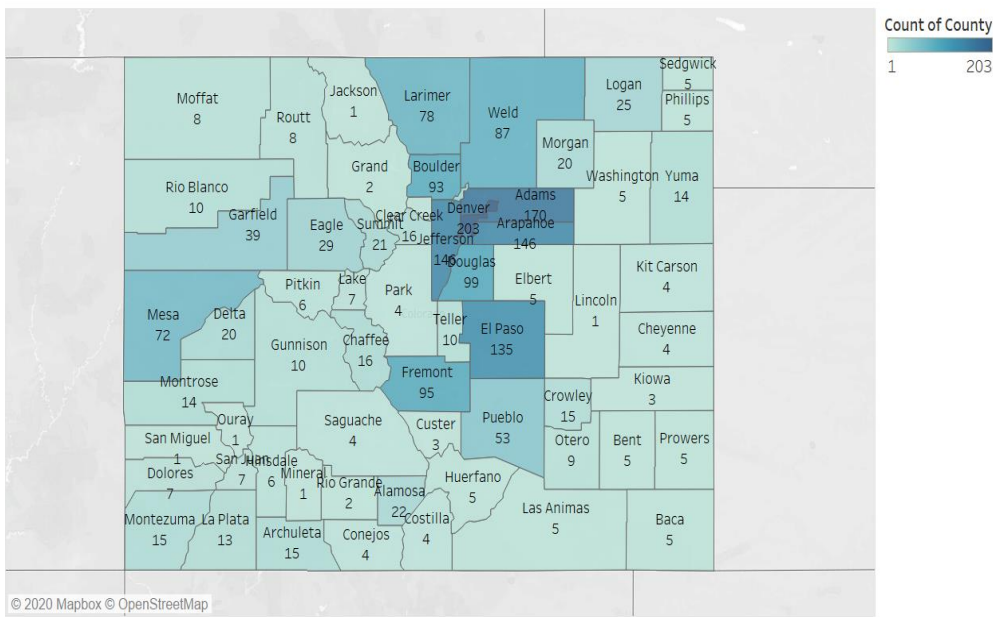 Count of County
1 203
Sedgwick
5
Phillips
5
Moffat
8
Routt
8
Jackson
1
Larimer
78
Weld
87
Logan
25
Morgan
20
Washington
5
Yuma
14
Grand
2
Boulder
93
Rio Blanco
10
Garfield
39
Eagle
29
Summit
21
Clear Creek
16
Denver
203
Adams
170
Arapahoe
146
Jefferson
146
Douglas
99
Elbert
5
Kit Carson
4
Lincoln
1
Cheyenne
4
Mesa
72
Delta
20
Pitkin
6
Lake
7
Park
4
Teller
10
El Paso
135
Gunnison
10
Chaffee
16
Fremont
95
Kiowa
3
Crowley
15
Montrose
14
Ouray
1
San Miguel
1
Saguache
4
Custer
3
Pueblo
53
Otero
9
Bent
5
Prowers
5
Dolores
7
San Juan
7
Hinsdale
6
Mineral
1
Rio Grande
2
Alamosa
22
Huerfano
5
Las Animas
5
Baca
5
Montezuma
15
La Plata
13
Archuleta
15
Conejos
4
Costilla
4
© 2020 Mapbox © OpenStreetMap